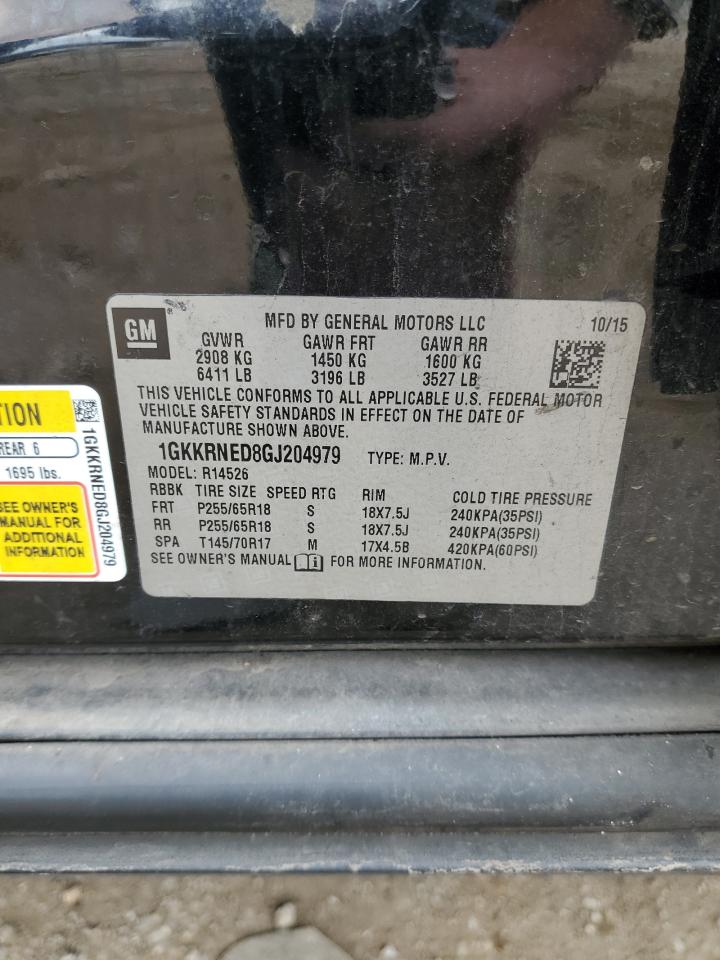 GM
MFD BY GENERAL MOTORS LLC 10/15
GVWR GAWR FRT GAWR RR
2908 KG 1450 KG 1600 KG
6411 LB 3196 LB 3527 LB
THIS VEHICLE CONFORMS TO ALL APPLICABLE U.S. FEDERAL MOTOR
VEHICLE SAFETY STANDARDS IN EFFECT ON THE DATE OF
MANUFACTURE SHOWN ABOVE.
1GKKRNED8GJ204979 TYPE: M.P.V.
MODEL: R14526
RBBK TIRE SIZE SPEED RTG RIM COLD TIRE PRESSURE
FRT P255/65R18 S 18X7.5J 240KPA(35PSI)
RR P255/65R18 S 18X7.5J 240KPA(35PSI)
SPA T145/70R17 M 17X4.5B 420KPA(60PSI)
SEE OWNER'S MANUAL i FOR MORE INFORMATION.
TION
REAR 6
1695 lbs.
SEE OWNER'S
MANUAL FOR
ADDITIONAL
INFORMATION
1GKKRNED8GJ204979